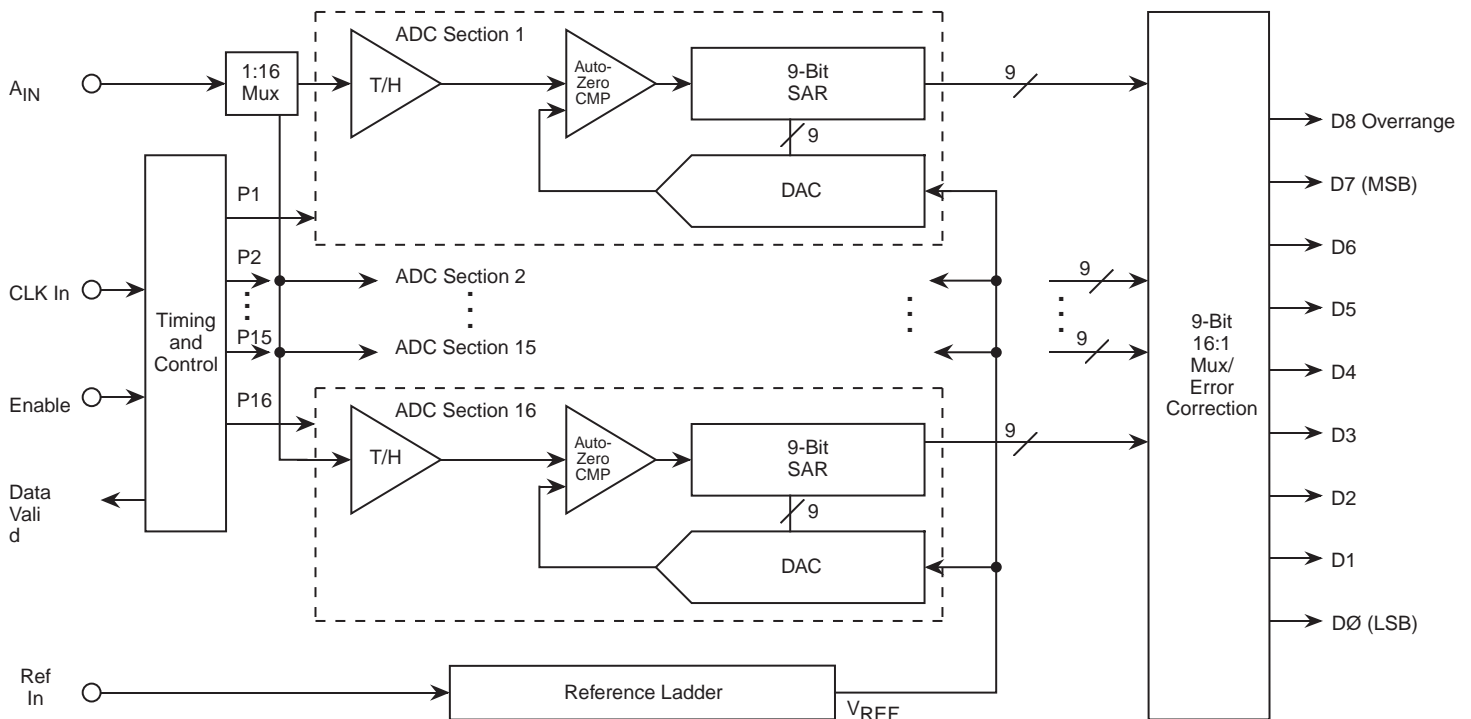 ADC Section 1
A_IN
1:16
Mux
T/H
Auto-
Zero
CMP
9-Bit
SAR
9
9
DAC
D8 Overrange
D7 (MSB)
P1
D6
P2
ADC Section 2
9
CLK In
Timing
and
Control
D5
P15
ADC Section 15
9
9-Bit
16:1
Mux/
Error
Correction
D4
Enable
P16
ADC Section 16
T/H
Auto-
Zero
CMP
9-Bit
SAR
9
D3
Data
Vali
d
9
D2
DAC
D1
DØ (LSB)
Ref
In
Reference Ladder
V_REF